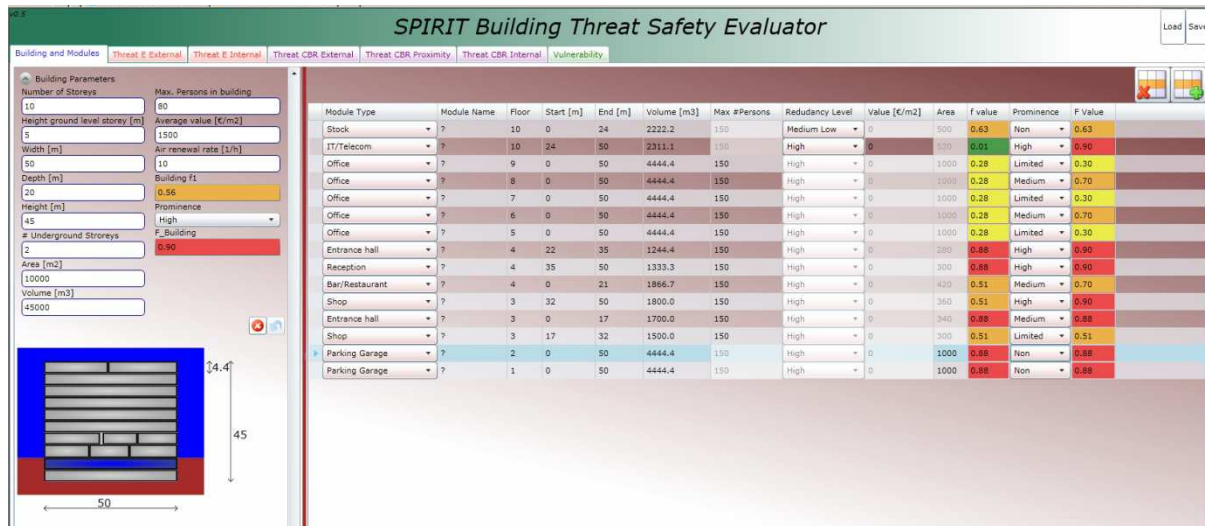 v0.5
SPIRIT Building Threat Safety Evaluator
Load Save
Building and Modules Threat E External Threat E Internal Threat CBR External Threat CBR Proximity Threat CBR Internal Vulnerability
Building Parameters
Number of Storeys Max. Persons in building
10 80
Height ground level storey [m] Average value [€/m2]
5 1500
Width [m] Air renewal rate [1/h]
50 10
Depth [m] Building f1
20 0.56
Height [m] Prominence
45 High
# Underground Stroreys F_Building
2 0.90
Area [m2]
10000
Volume [m3]
45000
4.4
45
50
Module Type Module Name Floor Start [m] End [m] Volume [m3] Max #Persons Redudancy Level Value [€/m2] Area f value Prominence F Value
Stock ? 10 0 24 2222.2 150 Medium Low 0 500 0.63 Non 0.63
IT/Telecom ? 10 24 50 2311.1 150 High 0 520 0.01 High 0.90
Office ? 9 0 50 4444.4 150 High 0 1000 0.28 Limited 0.30
Office ? 8 0 50 4444.4 150 High 0 1000 0.28 Medium 0.70
Office ? 7 0 50 4444.4 150 High 0 1000 0.28 Limited 0.30
Office ? 6 0 50 4444.4 150 High 0 1000 0.28 Medium 0.70
Office ? 5 0 50 4444.4 150 High 0 1000 0.28 Limited 0.30
Entrance hall ? 4 22 35 1244.4 150 High 0 280 0.88 High 0.90
Reception ? 4 35 50 1333.3 150 High 0 300 0.88 High 0.90
Bar/Restaurant ? 4 0 21 1866.7 150 High 0 420 0.51 Medium 0.70
Shop ? 3 32 50 1800.0 150 High 0 360 0.51 High 0.90
Entrance hall ? 3 0 17 1700.0 150 High 0 340 0.88 Medium 0.88
Shop ? 3 17 32 1500.0 150 High 0 300 0.51 Limited 0.51
Parking Garage ? 2 0 50 4444.4 150 High 0 1000 0.88 Non 0.88
Parking Garage ? 1 0 50 4444.4 150 High 0 1000 0.88 Non 0.88